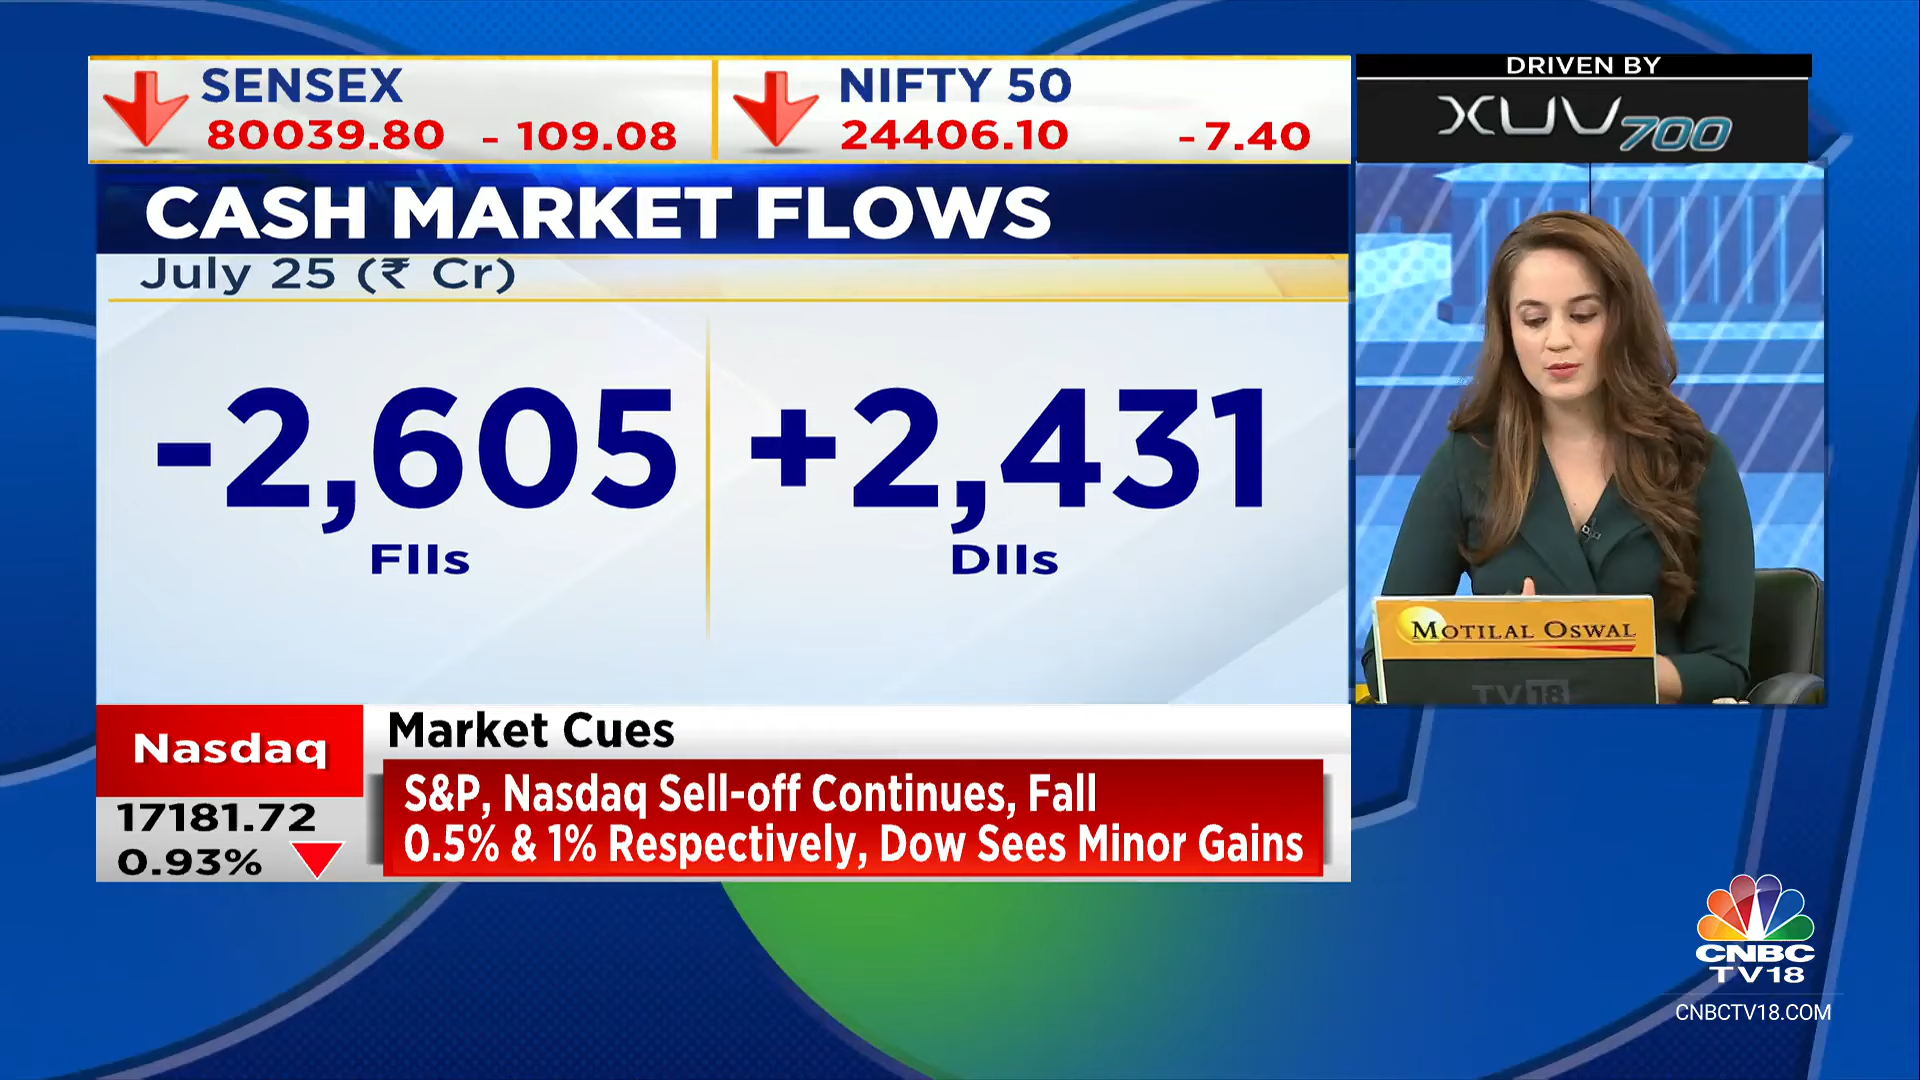 SENSEX
80039.80 - 109.08
NIFTY 50
24406.10 -7.40
DRIVEN BY
XUV700
CASH MARKET FLOWS
July 25 (₹ Cr)
-2,605
FIIs
+2,431
DIIs
MOTILAL OSWAL
TV18
Nasdaq
17181.72
0.93%
Market Cues
S&P, Nasdaq Sell-off Continues, Fall
0.5% & 1% Respectively, Dow Sees Minor Gains
CNBC
TV18
CNBCTV18.COM